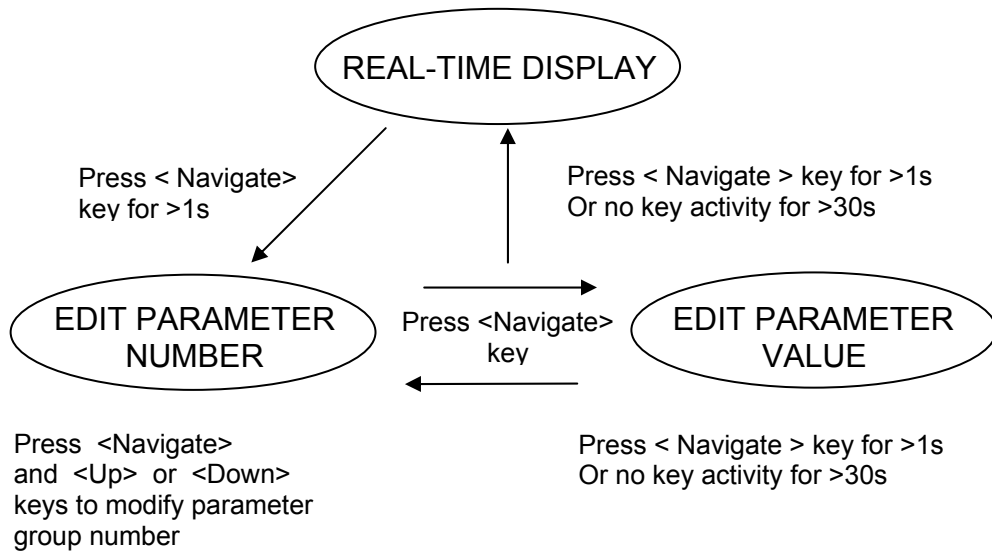 REAL-TIME DISPLAY
Press < Navigate>
key for >1s
Press < Navigate > key for >1s
Or no key activity for >30s
EDIT PARAMETER
NUMBER
Press <Navigate>
key
EDIT PARAMETER
VALUE
Press <Navigate>
and <Up> or <Down>
keys to modify parameter
group number
Press < Navigate > key for >1s
Or no key activity for >30s